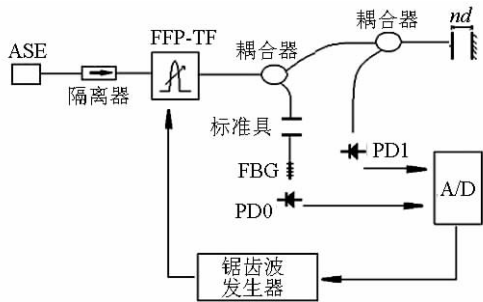 ASE
隔离器
FFP-TF
耦合器
耦合器
nd
标准具
FBG
PD0
PD1
A/D
锯齿波
发生器